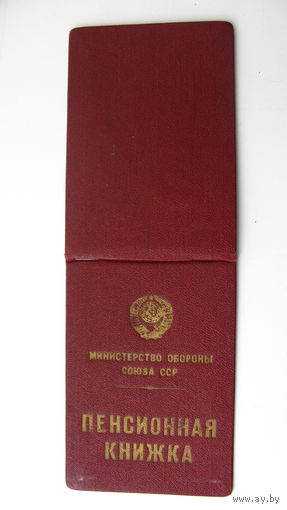 МИНИСТЕРСТВО ОБОРОНЫ
СОЮЗА ССР
ПЕНСИОННАЯ
КНИЖКА
www.ay.by